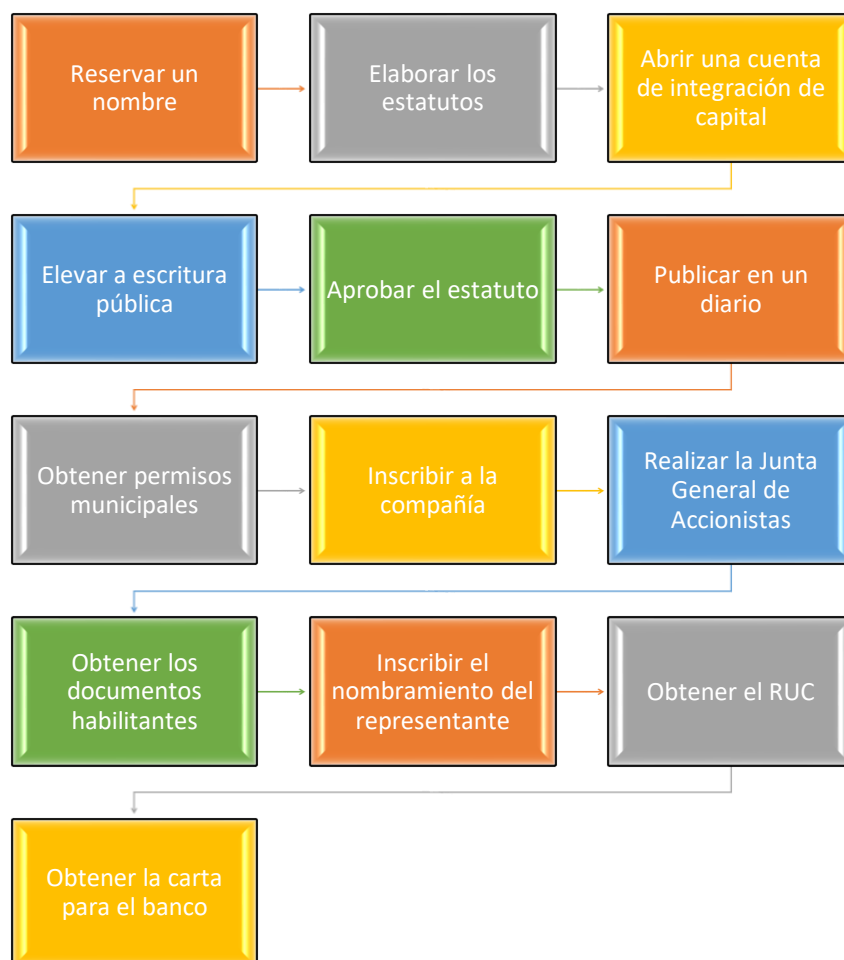 Reservar un
nombre
Elaborar los
estatutos
Abrir una cuenta
de integración de
capital
Elevar a escritura
pública
Aprobar el estatuto
Publicar en un
diario
Obtener permisos
municipales
Inscribir a la
compañía
Realizar la Junta
General de
Accionistas
Obtener los
documentos
habilitantes
Inscribir el
nombramiento del
representante
Obtener el RUC
Obtener la carta
para el banco